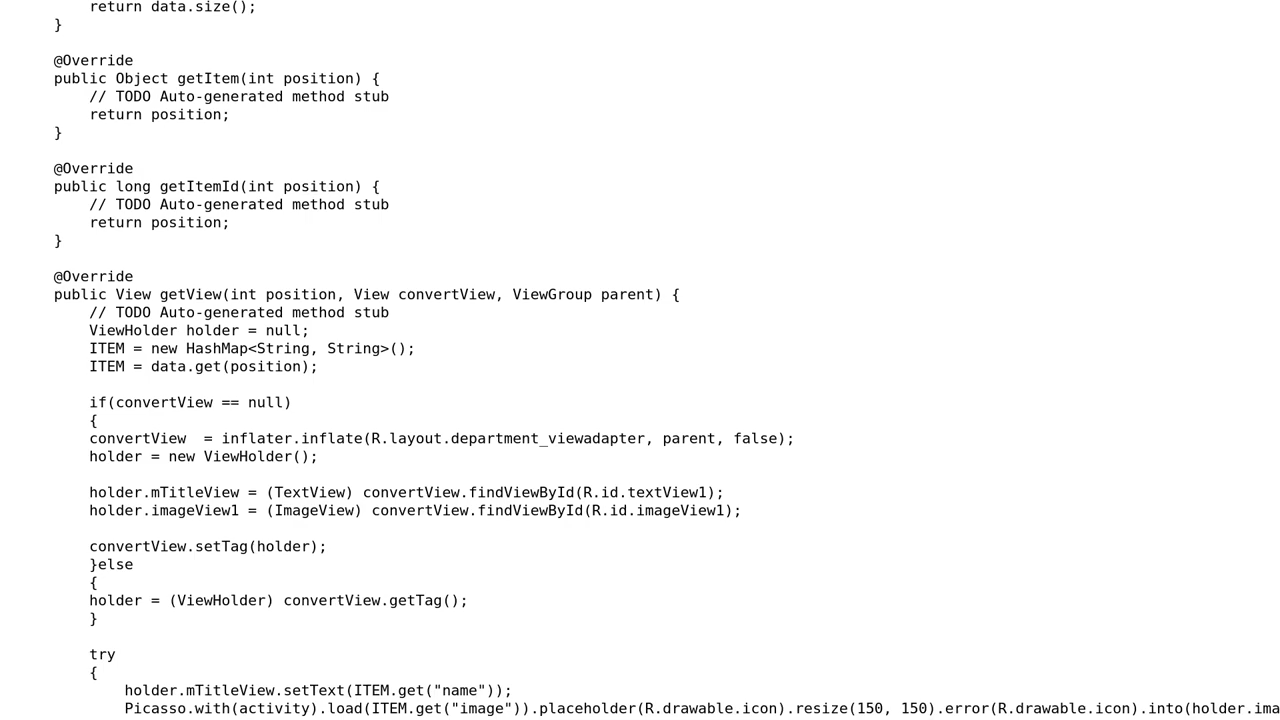 return data.size();
}
@Override
public Object getItem(int position) {
// TODO Auto-generated method stub
return position;
}
@Override
public long getItemId(int position) {
// TODO Auto-generated method stub
return position;
}
@Override
public View getView(int position, View convertView, ViewGroup parent) {
// TODO Auto-generated method stub
ViewHolder holder = null;
ITEM = new HashMap<String, String>();
ITEM = data.get(position);
if(convertView == null)
{
convertView  = inflater.inflate(R.layout.department_viewadapter, parent, false);
holder = new ViewHolder();
holder.mTitleView = (TextView) convertView.findViewById(R.id.textView1);
holder.imageView1 = (ImageView) convertView.findViewById(R.id.imageView1);
convertView.setTag(holder);
}else
{
holder = (ViewHolder) convertView.getTag();
}
try
{
holder.mTitleView.setText(ITEM.get("name"));
Picasso.with(activity).load(ITEM.get("image")).placeholder(R.drawable.icon).resize(150, 150).error(R.drawable.icon).into(holder.ima